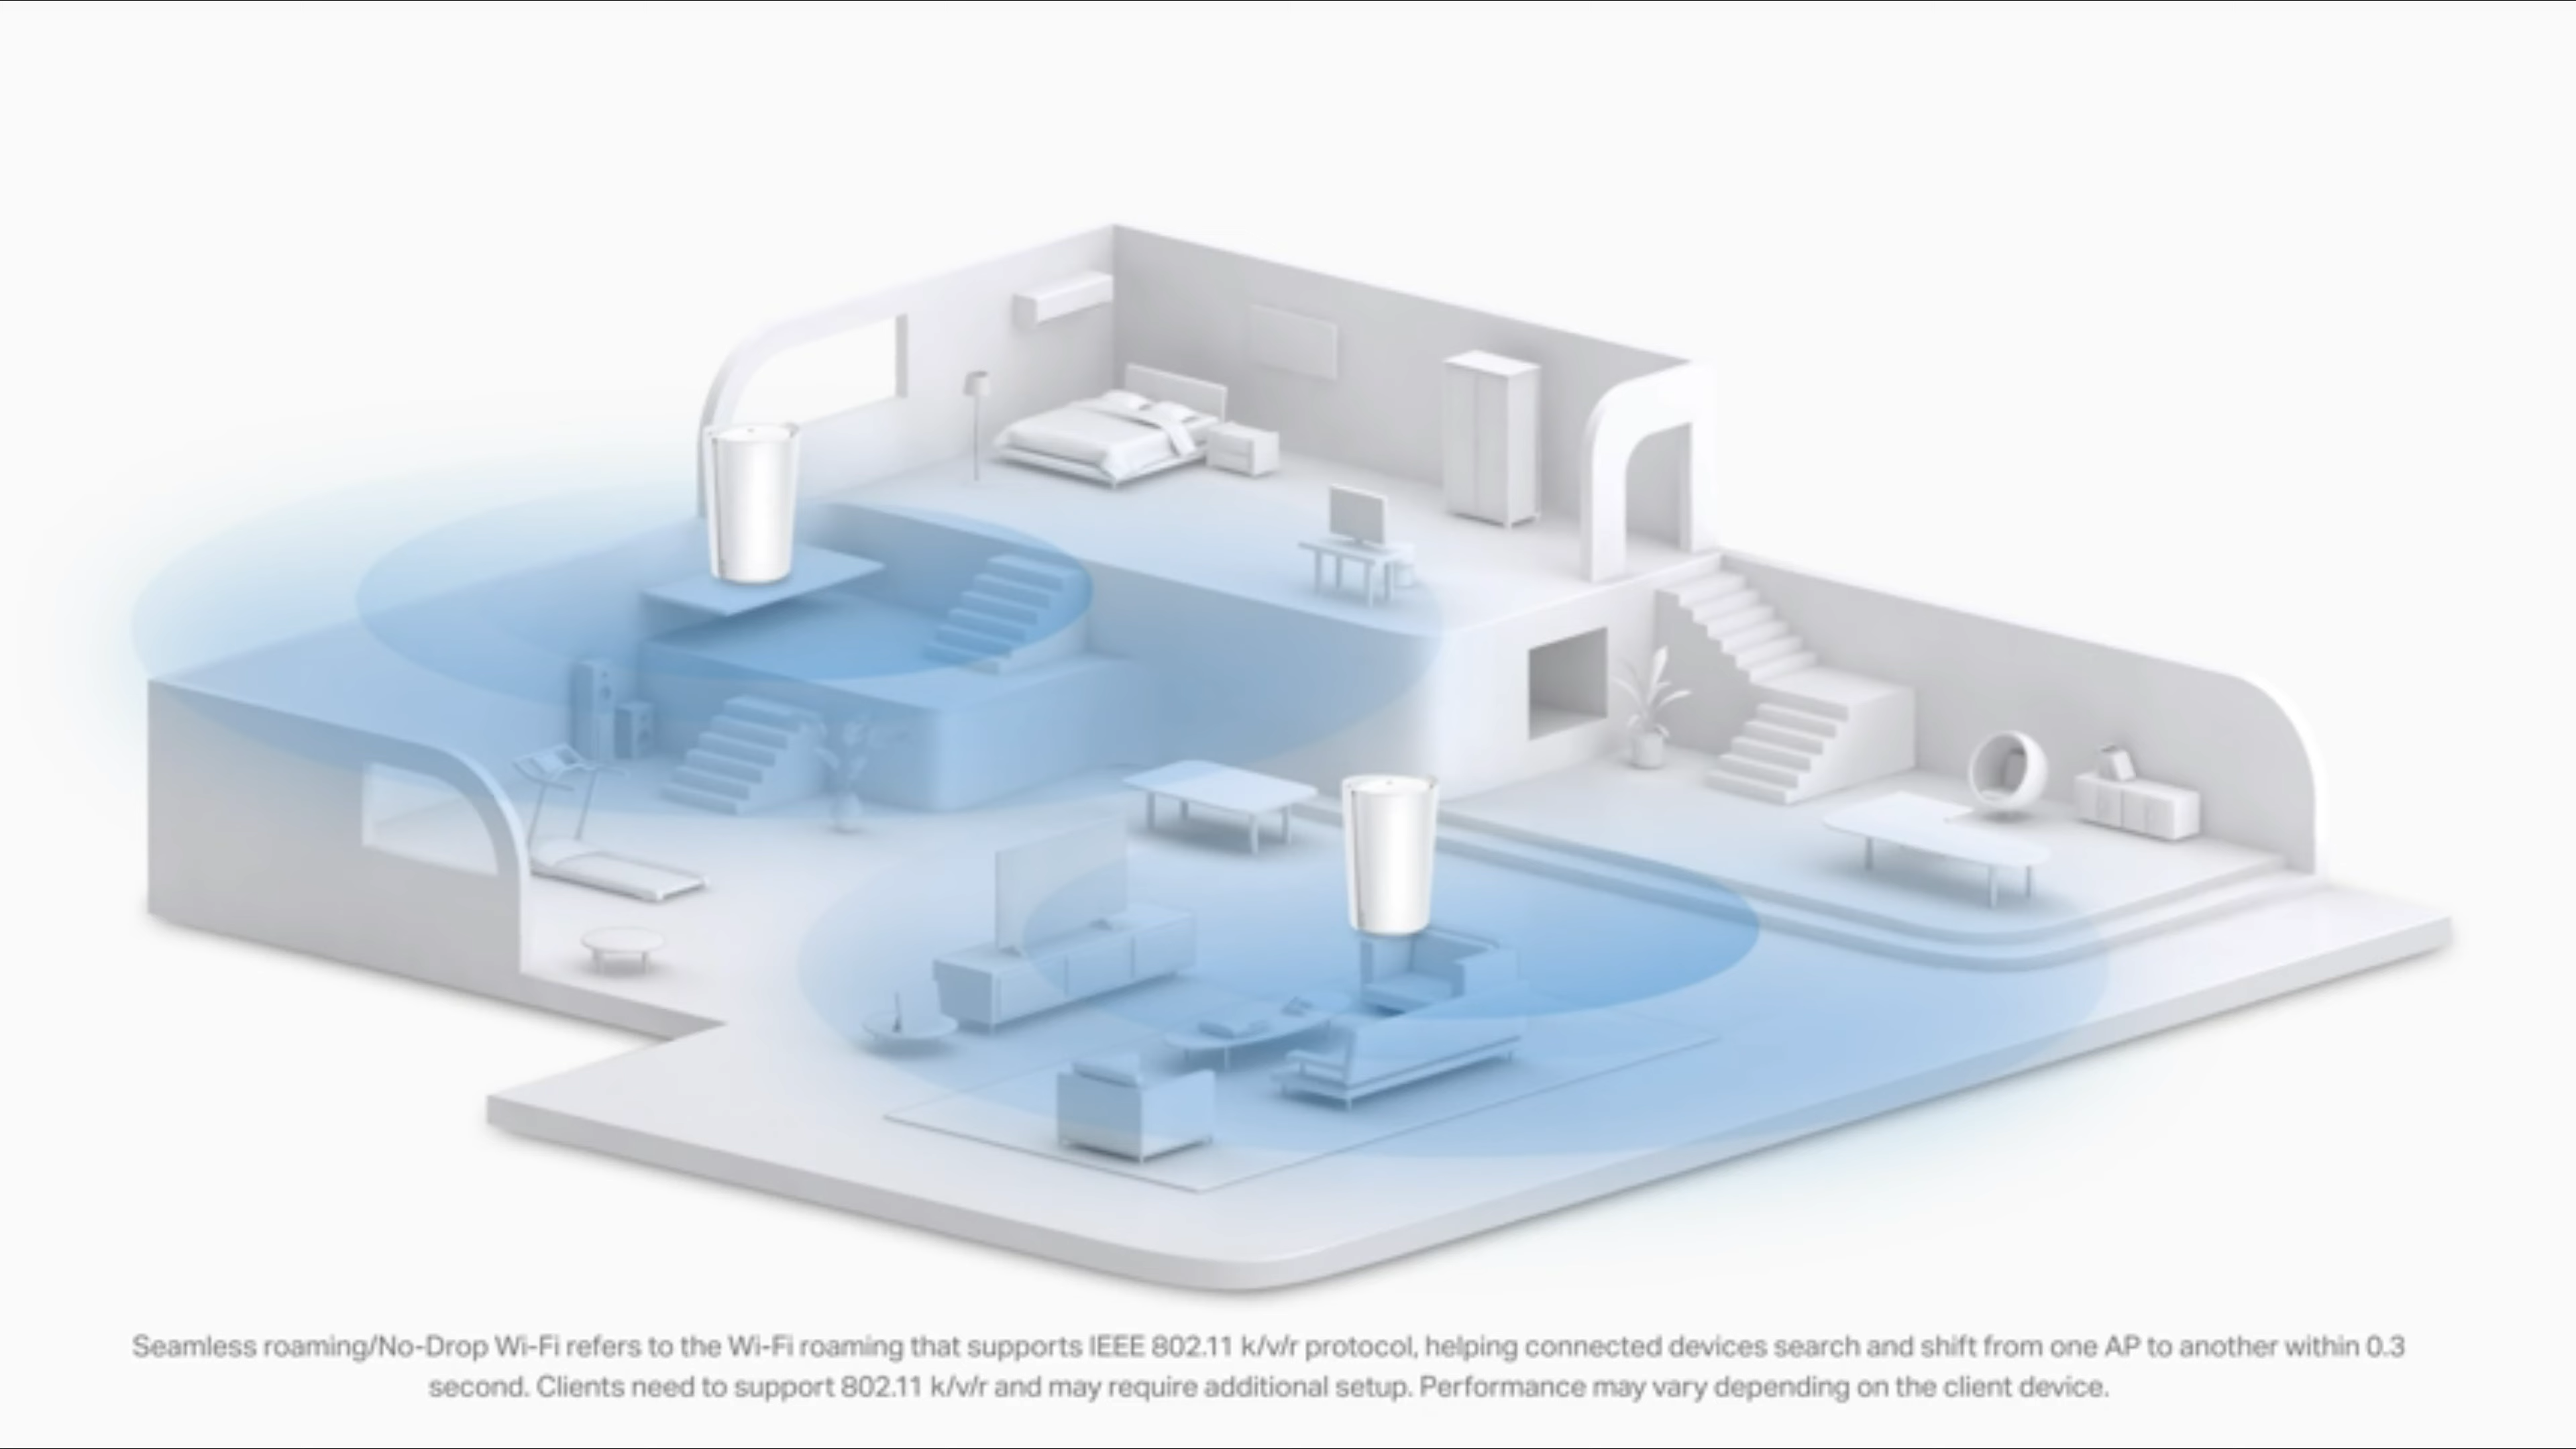 Seamless roaming/No-Drop Wi-Fi refers to the Wi-Fi roaming that supports IEEE 802.11 k/v/r protocol, helping connected devices search and shift from one AP to another within 0.3
second. Clients need to support 802.11 k/v/r and may require additional setup. Performance may vary depending on the client device.